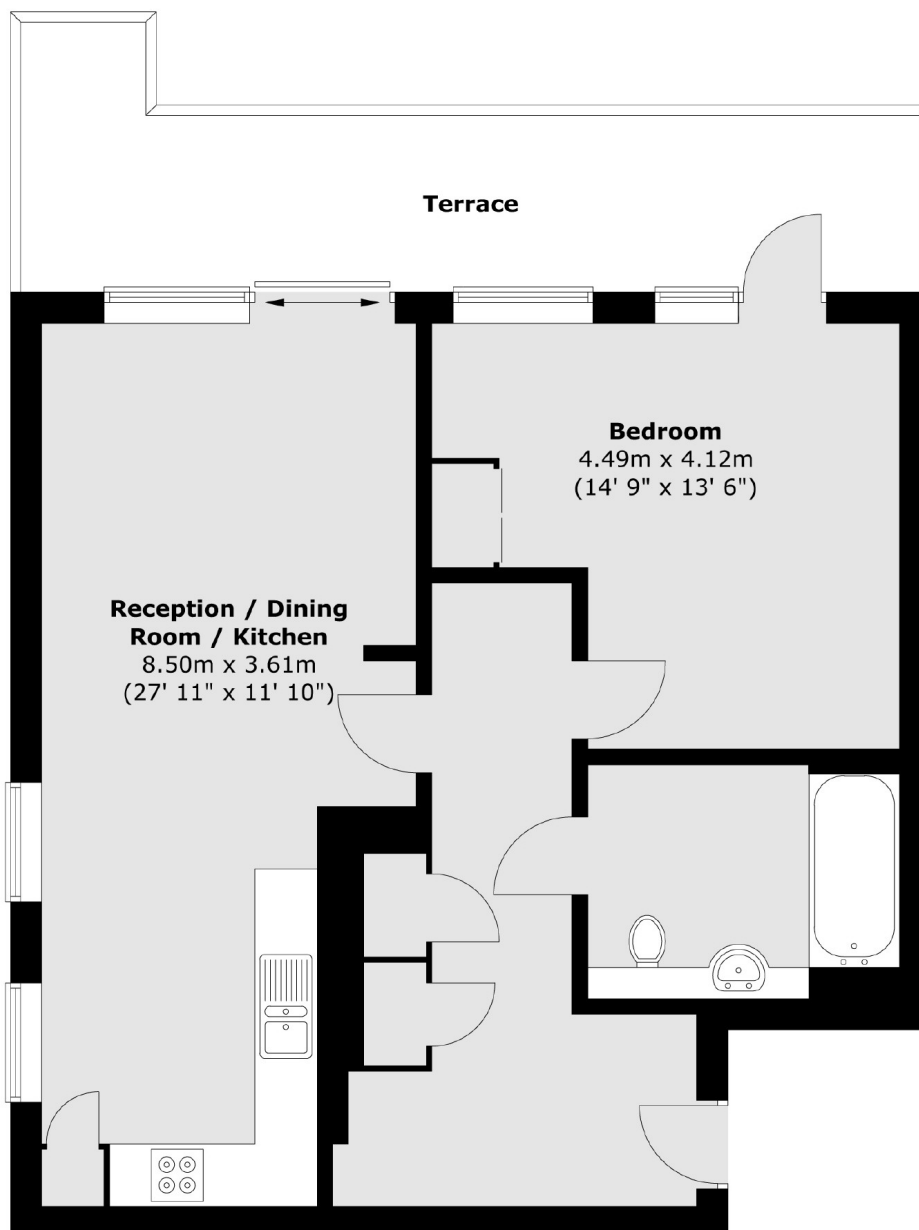 Terrace
Bedroom
4.49m x 4.12m
(14' 9" x 13' 6")
Reception / Dining
Room / Kitchen
8.50m x 3.61m
(27' 11" x 11' 10")